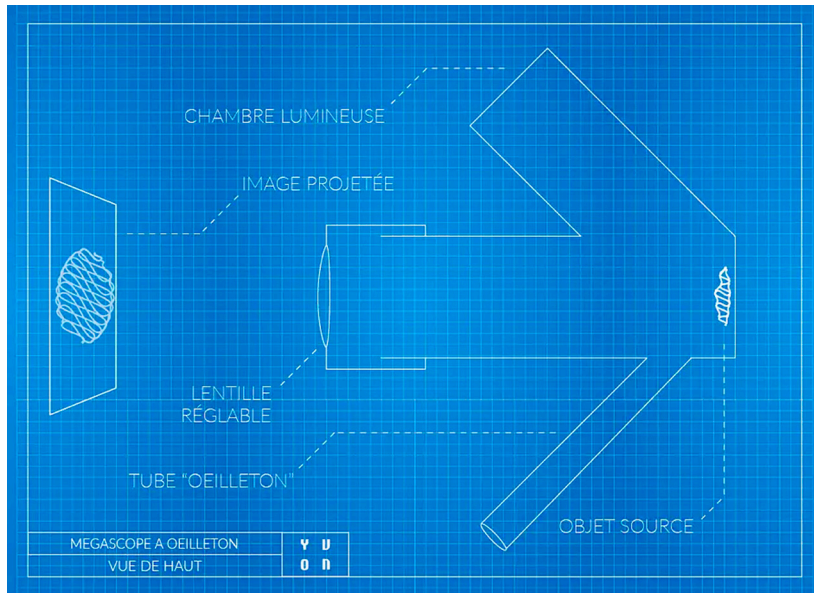 CHAMBRE LUMINEUSE
IMAGE PROJETÉE
LENTILLE
RÉGLABLE
TUBE "OEILLETON"
OBJET SOURCE
MEGASCOPE A OEILLETON
VUE DE HAUT
Y U
O N